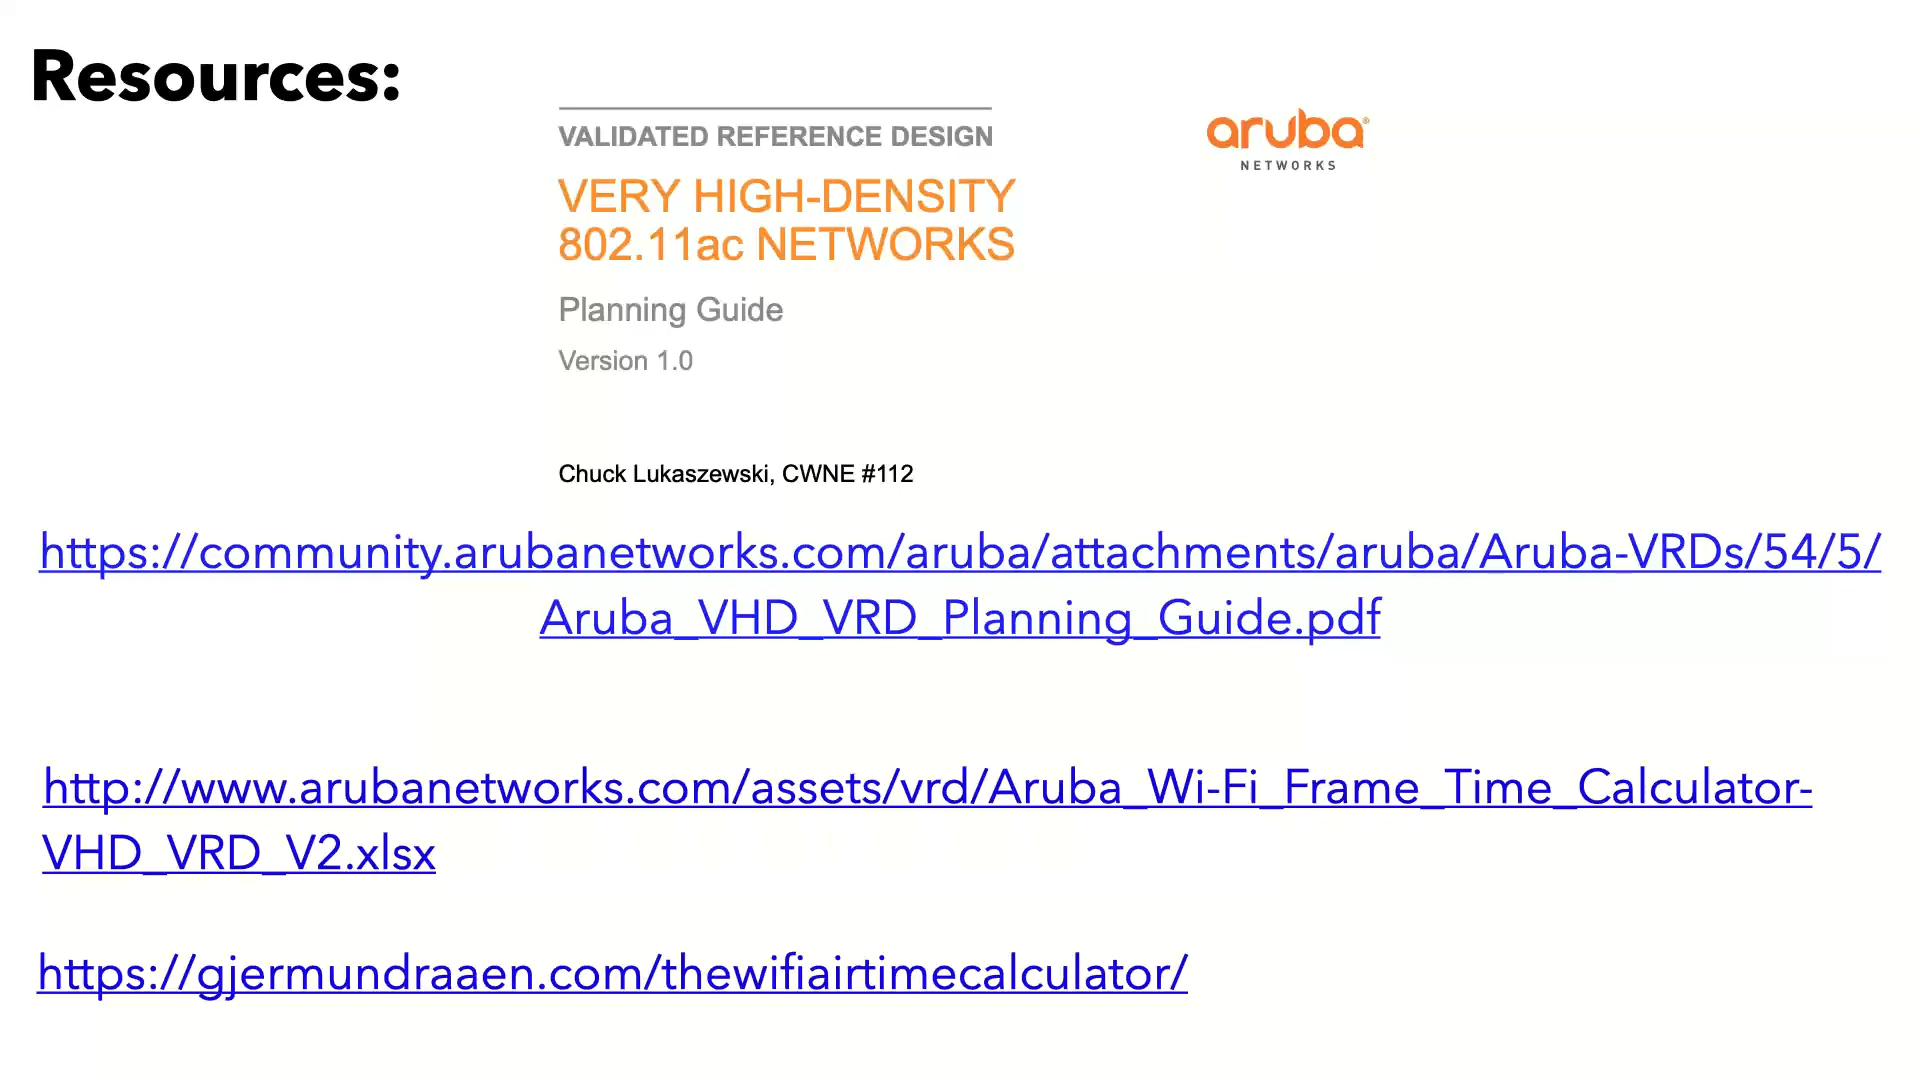 Resources:
VALIDATED REFERENCE DESIGN
aruba®
NETWORKS
VERY HIGH-DENSITY
802.11ac NETWORKS
Planning Guide
Version 1.0
Chuck Lukaszewski, CWNE #112
https://community.arubanetworks.com/aruba/attachments/aruba/Aruba-VRDs/54/5/
Aruba_VHD_VRD_Planning_Guide.pdf
http://www.arubanetworks.com/assets/vrd/Aruba_Wi-Fi_Frame_Time_Calculator-
VHD_VRD_V2.xlsx
https://gjermundraaen.com/thewifiairtimecalculator/